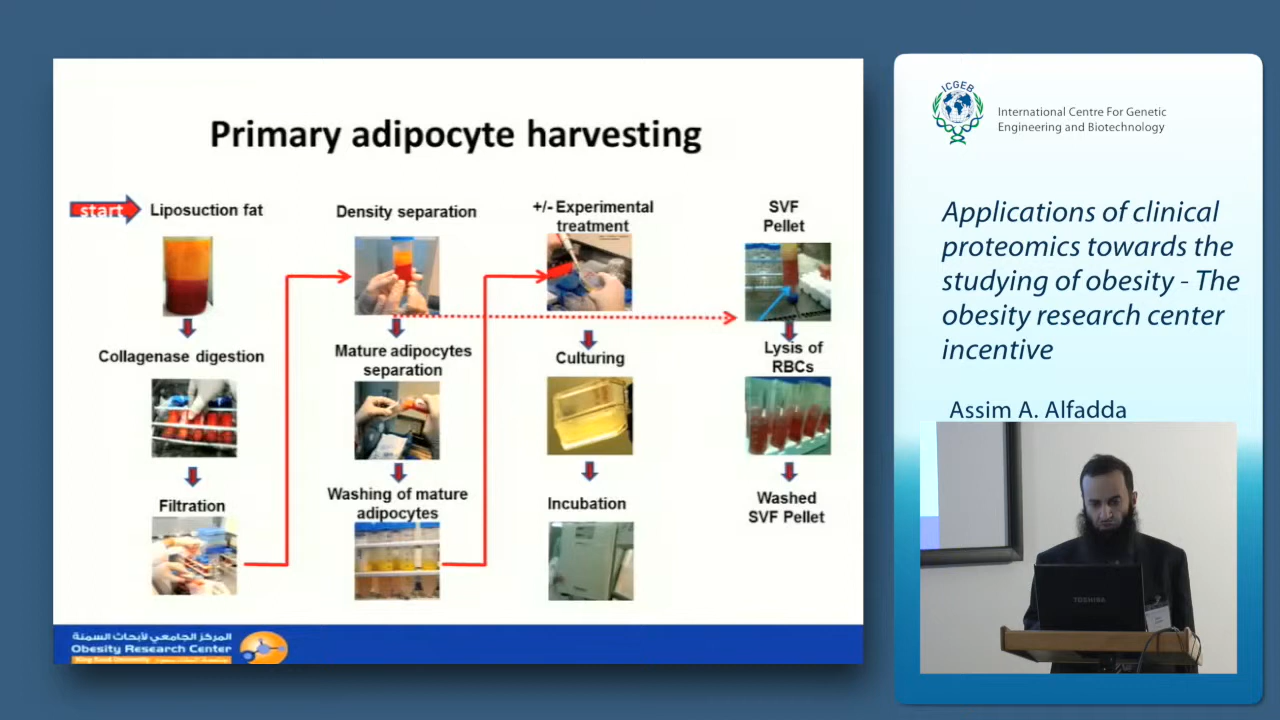 Primary adipocyte harvesting
start
Liposuction fat
Collagenase digestion
Filtration
Density separation
Mature adipocytes
separation
Washing of mature
adipocytes
+/- Experimental
treatment
Culturing
Incubation
SVF
Pellet
Lysis of
RBCs
Washed
SVF Pellet
المركز الجامعي لأبحاث السمنة
Obesity Research Center
ICGEB
International Centre For Genetic
Engineering and Biotechnology
Applications of clinical
proteomics towards the
studying of obesity - The
obesity research center
incentive
Assim A. Alfadda
TOSHIBA